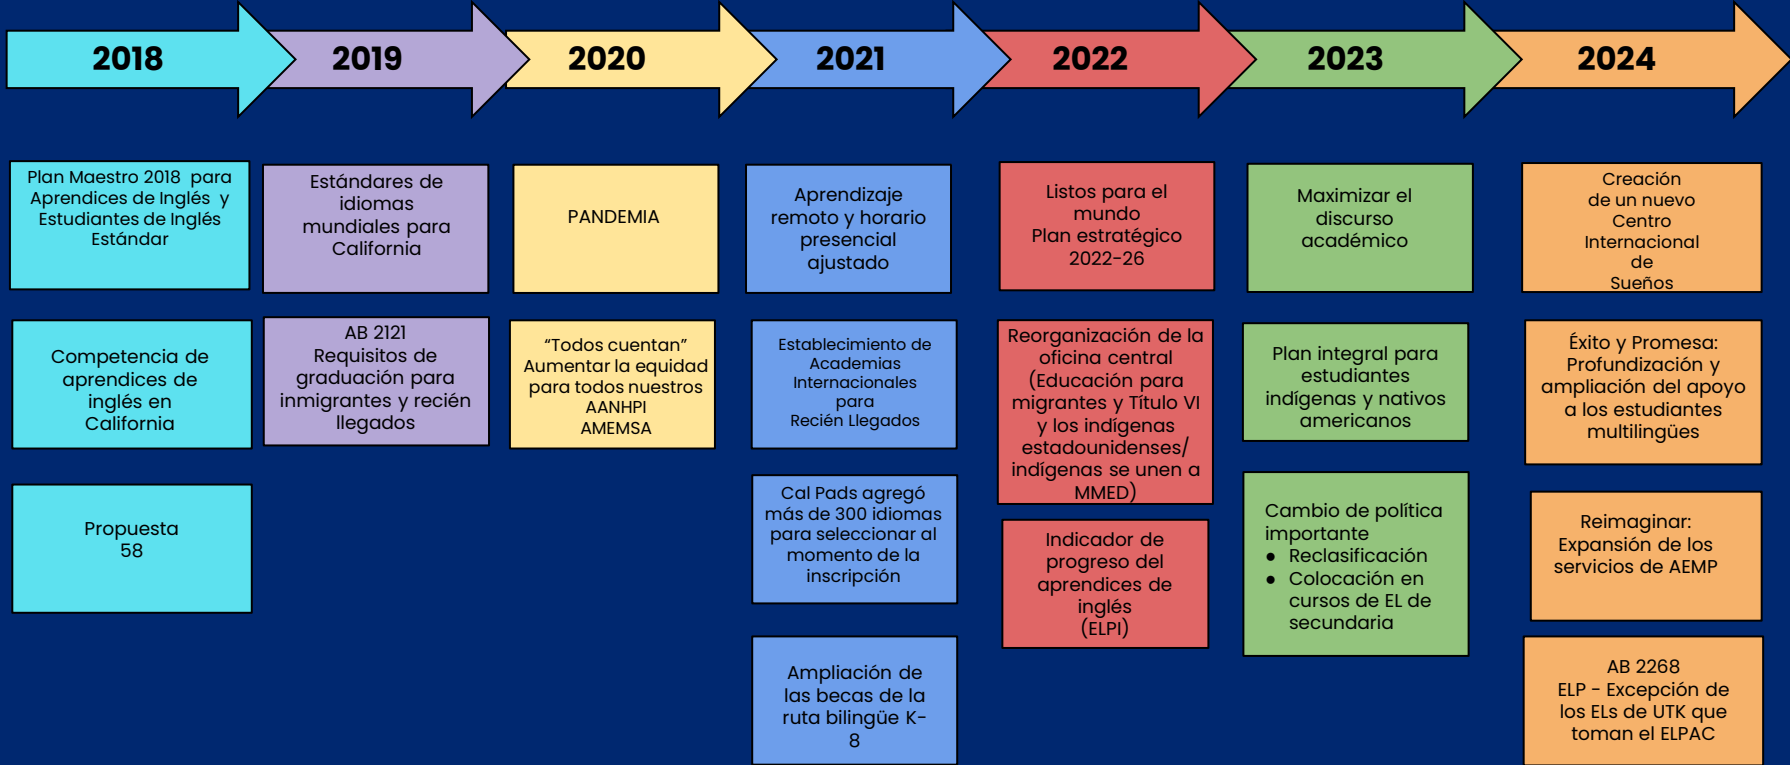 2018
2019
2020
2021
2022
2023
2024
Plan Maestro 2018 para
Aprendices de Inglés y
Estudiantes de Inglés
Estándar
Competencia de
aprendices de
inglés en
California
Propuesta
58
Estándares de
idiomas
mundiales para
California
AB 2121
Requisitos de
graduación para
inmigrantes y recién
llegados
PANDEMIA
“Todos cuentan”
Aumentar la equidad
para todos nuestros
AANHPI
AMEMSA
Aprendizaje
remoto y horario
presencial
ajustado
Establecimiento de
Academias
Internacionales
para
Recién Llegados
Cal Pads agregó
más de 300 idiomas
para seleccionar al
momento de la
inscripción
Ampliación de
las becas de la
ruta bilingüe K-
8
Listos para el
mundo
Plan estratégico
2022-26
Reorganización de la
oficina central
(Educación para
migrantes y Título VI
y los indígenas
estadounidenses/
indígenas se unen a
MMED)
Indicador de
progreso del
aprendices de
inglés
(ELPI)
Maximizar el
discurso
académico
Plan integral para
estudiantes
indígenas y nativos
americanos
Cambio de política
importante
● Reclasificación
● Colocación en
cursos de EL de
secundaria
Creación
de un nuevo
Centro
Internacional
de
Sueños
Éxito y Promesa:
Profundización y
ampliación del apoyo
a los estudiantes
multilingües
Reimaginar:
Expansión de los
servicios de AEMP
AB 2268
ELP - Excepción de
los ELs de UTK que
toman el ELPAC